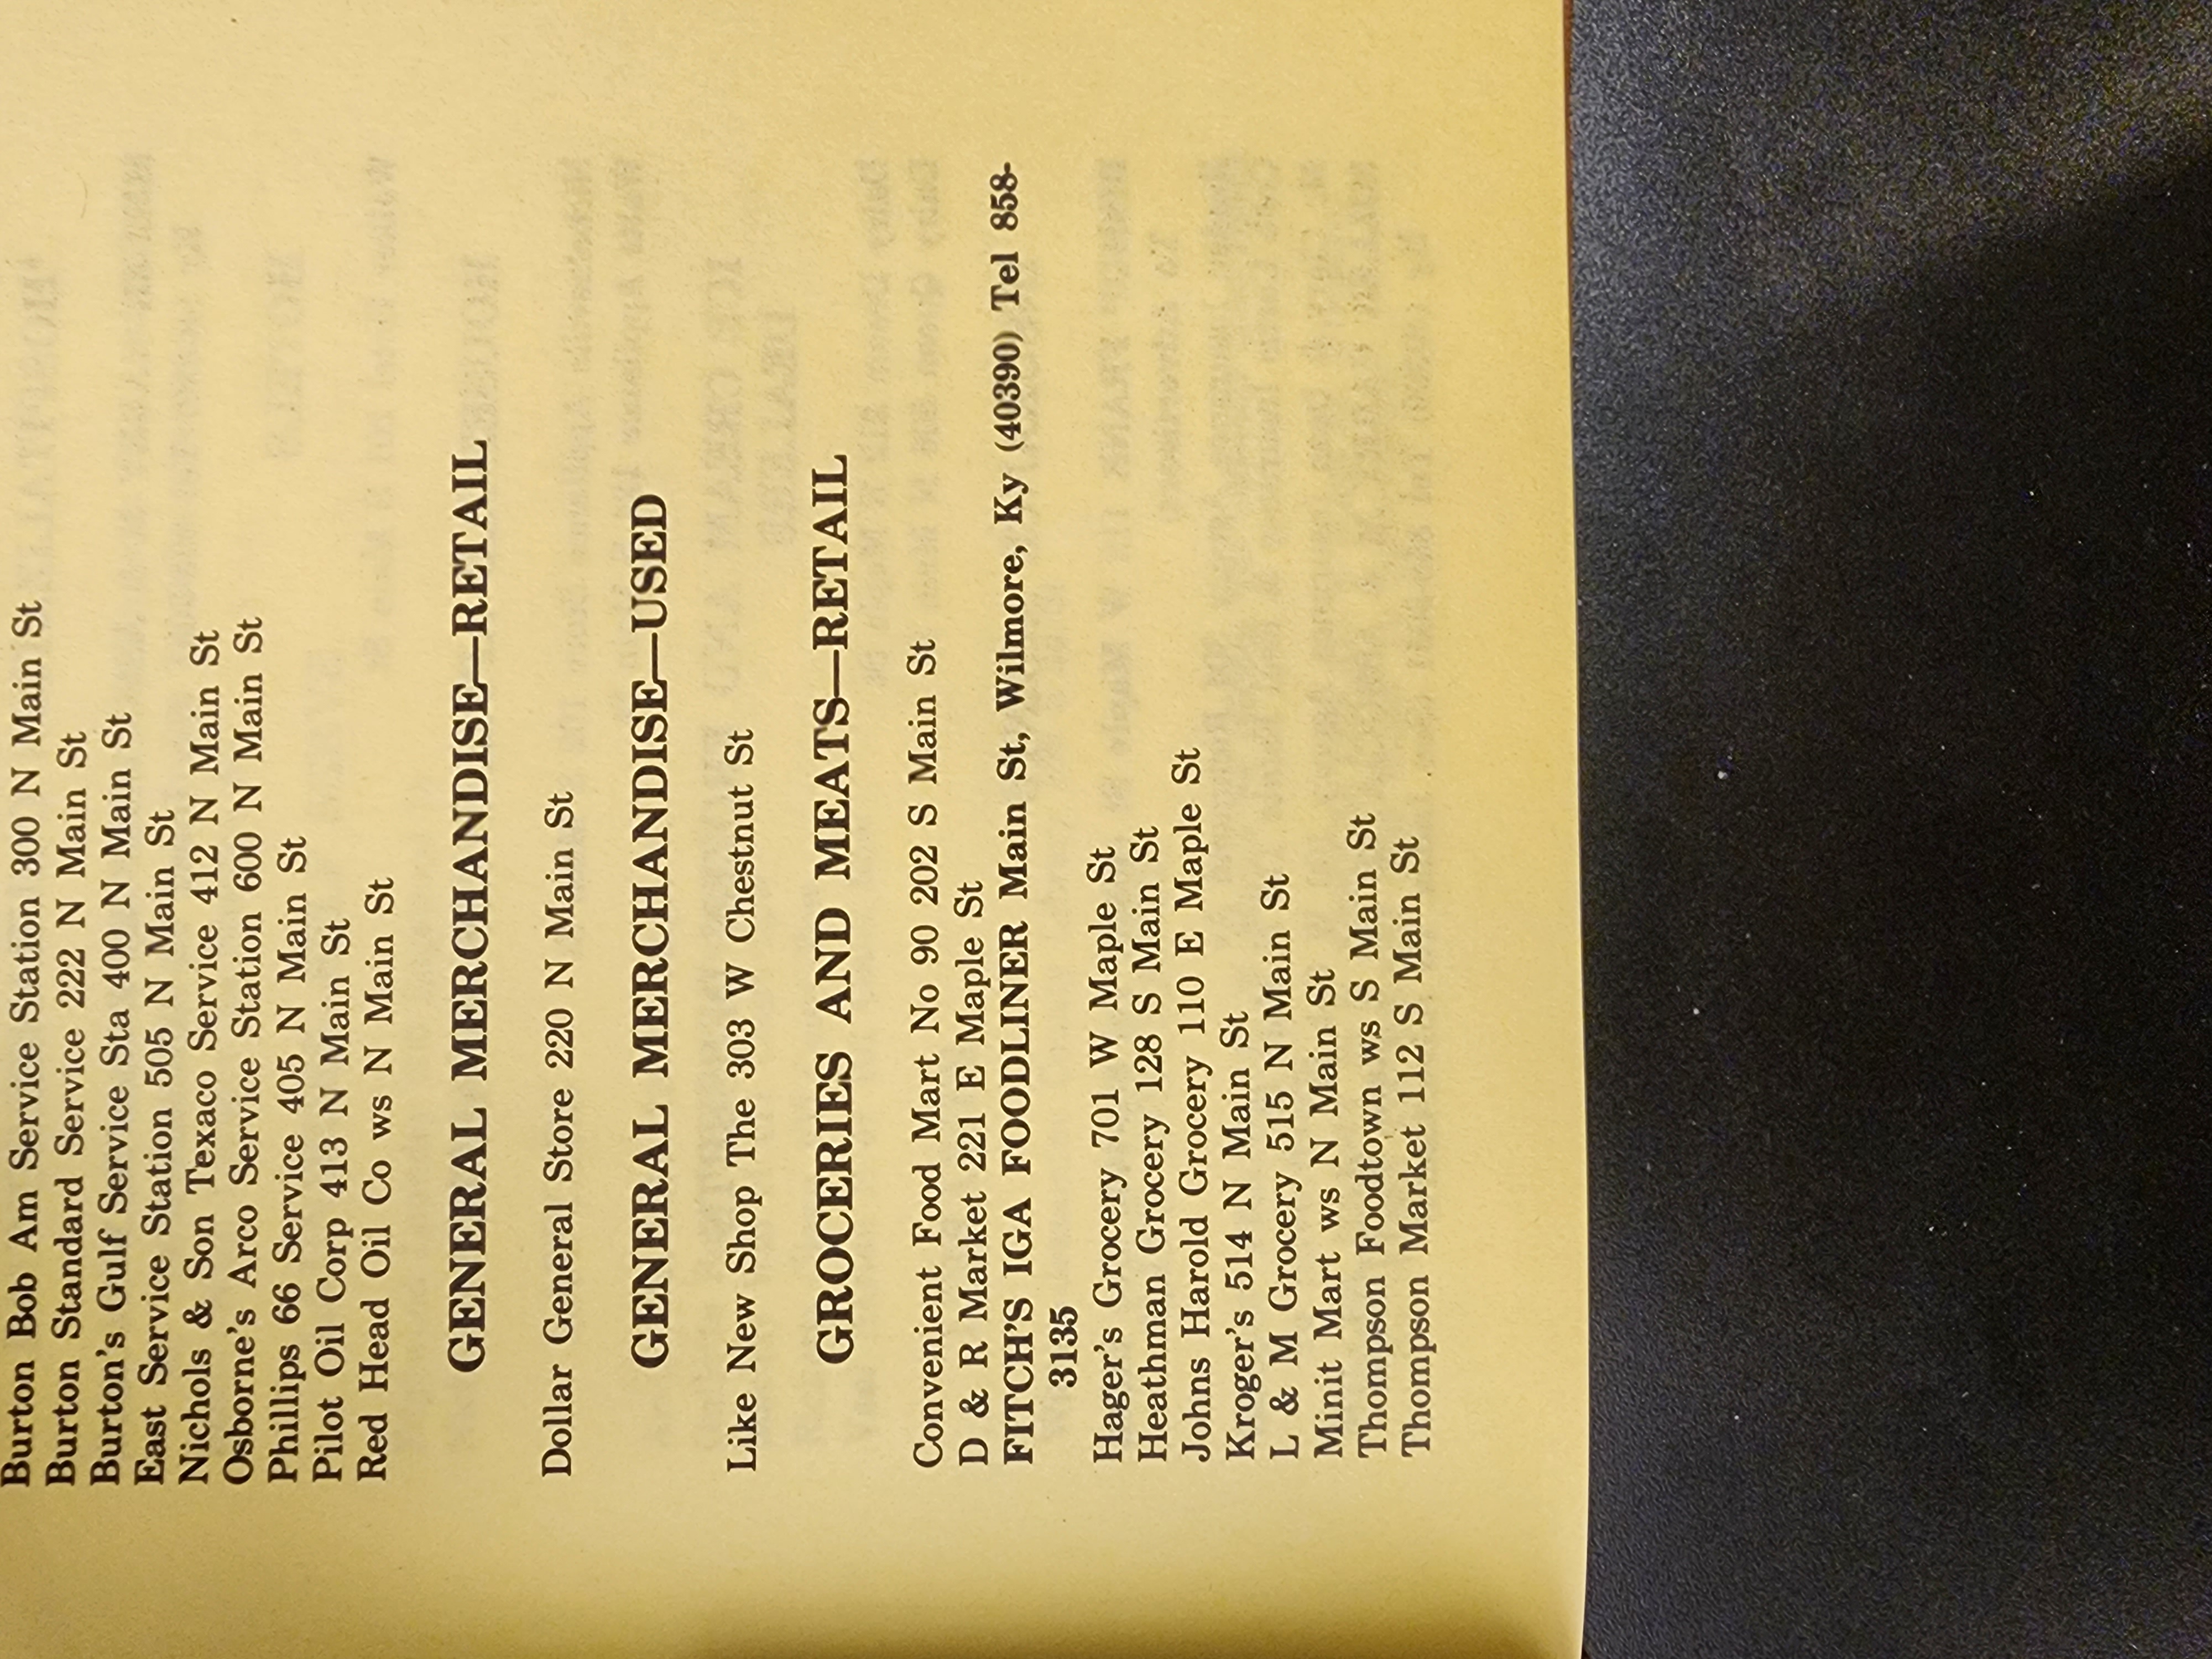 Burton Bob Am Service Station 300 N Main St
Burton Standard Service 222 N Main St
Burton's Gulf Service Sta 400 N Main St
East Service Station 505 N Main St
Nichols & Son Texaco Service 412 N Main St
Osborne's Arco Service Station 600 N Main St
Phillips 66 Service 405 N Main St
Pilot Oil Corp 413 N Main St
Red Head Oil Co ws N Main St
GENERAL MERCHANDISE—RETAIL
Dollar General Store 220 N Main St
GENERAL MERCHANDISE—USED
Like New Shop The 303 W Chestnut St
GROCERIES AND MEATS—RETAIL
Convenient Food Mart No 90 202 S Main St
D & R Market 221 E Maple St
FITCH'S IGA FOODLINER Main St, Wilmore, Ky (40390) Tel 858-
3135
Hager's Grocery 701 W Maple St
Heathman Grocery 128 S Main St
Johns Harold Grocery 110 E Maple St
Kroger's 514 N Main St
L & M Grocery 515 N Main St
Minit Mart ws N Main St
Thompson Foodtown ws S Main St
Thompson Market 112 S Main St